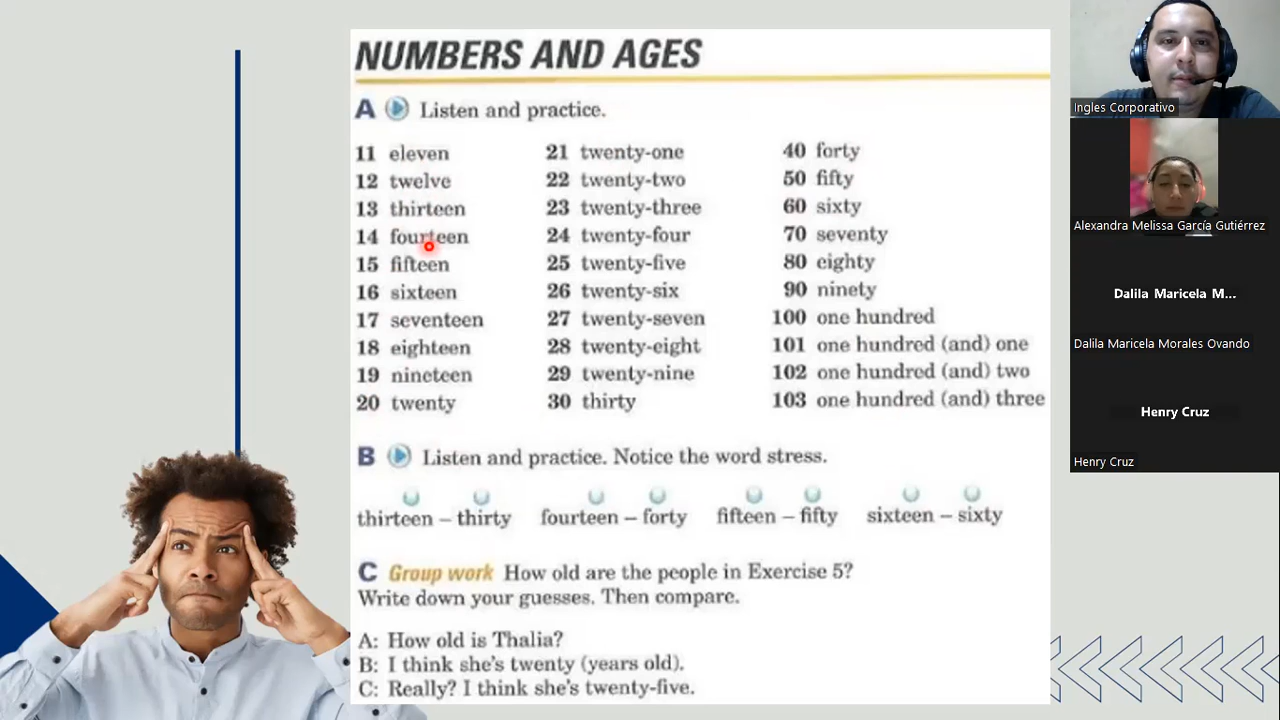 NUMBERS AND AGES
A Listen and practice.
11 eleven
12 twelve
13 thirteen
14 fourteen
15 fifteen
16 sixteen
17 seventeen
18 eighteen
19 nineteen
20 twenty
21 twenty-one
22 twenty-two
23 twenty-three
24 twenty-four
25 twenty-five
26 twenty-six
27 twenty-seven
28 twenty-eight
29 twenty-nine
30 thirty
40 forty
50 fifty
60 sixty
70 seventy
80 eighty
90 ninety
100 one hundred
101 one hundred (and) one
102 one hundred (and) two
103 one hundred (and) three
B Listen and practice. Notice the word stress.
thirteen – thirty fourteen – forty fifteen – fifty sixteen – sixty
C Group work How old are the people in Exercise 5?
Write down your guesses. Then compare.
A: How old is Thalia?
B: I think she's twenty (years old).
C: Really? I think she's twenty-five.
Ingles Corporativo
Alexandra Melissa García Gutiérrez
Dalila Maricela M...
Dalila Maricela Morales Ovando
Henry Cruz
Henry Cruz